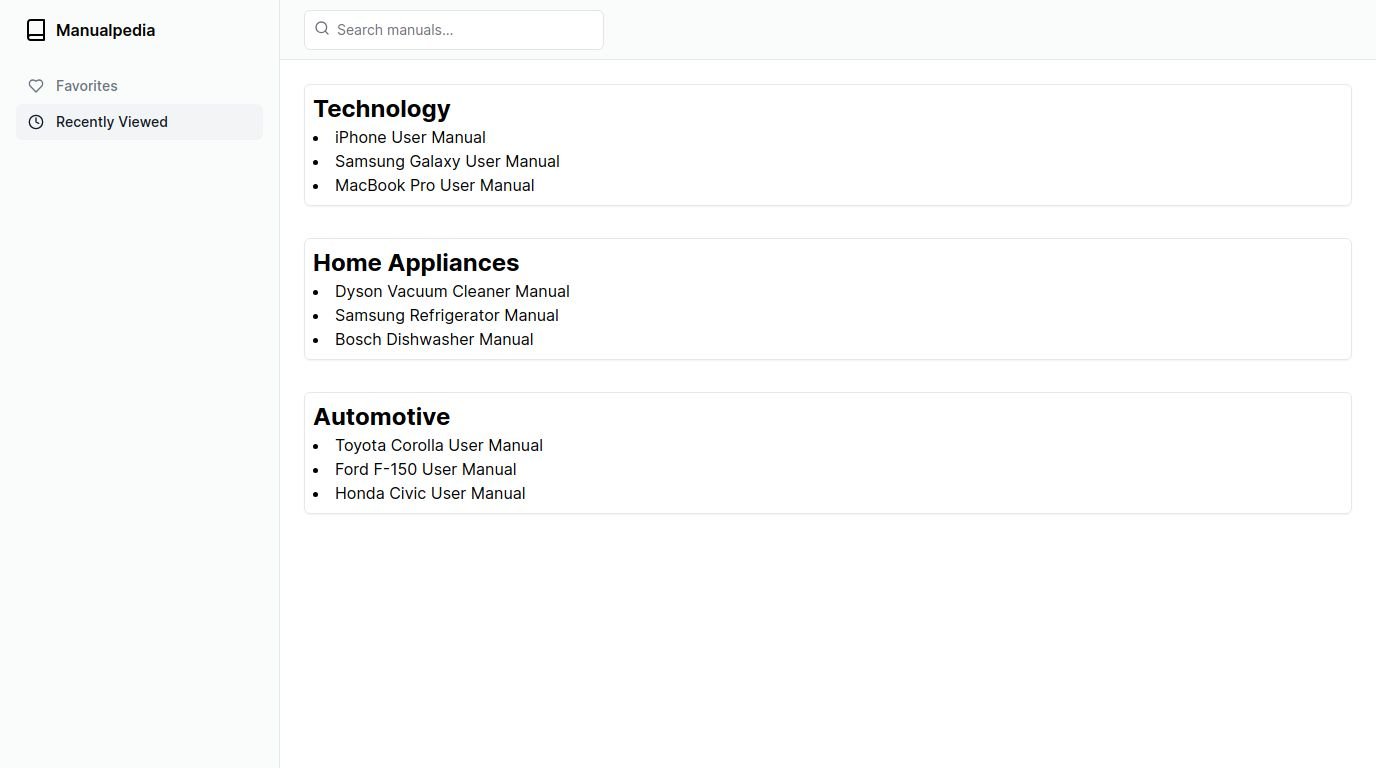 Manualpedia
Search manuals...
Favorites
Recently Viewed
Technology
iPhone User Manual
Samsung Galaxy User Manual
MacBook Pro User Manual
Home Appliances
Dyson Vacuum Cleaner Manual
Samsung Refrigerator Manual
Bosch Dishwasher Manual
Automotive
Toyota Corolla User Manual
Ford F-150 User Manual
Honda Civic User Manual